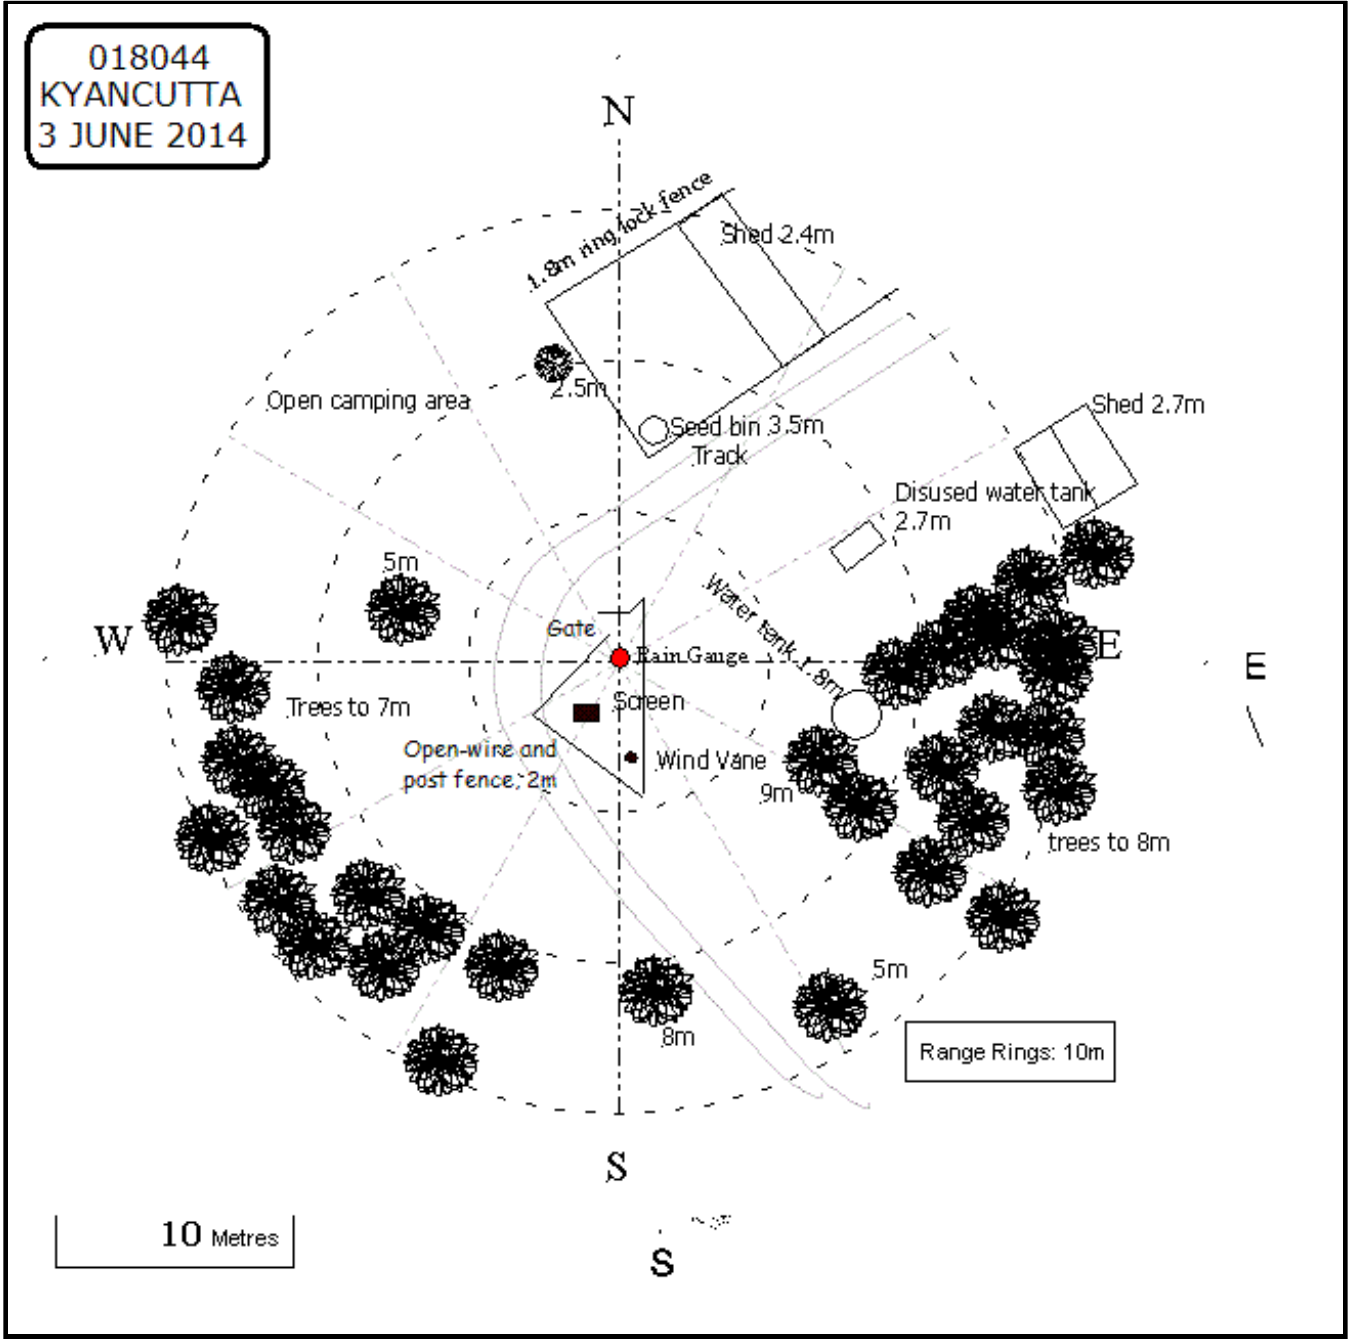 018044
KYANCUTTA
3 JUNE 2014
N
1.8m ring lock fence
Shed 2.4m
Open camping area
2.5m
Seed bin 3.5m
Track
Shed 2.7m
Disused water tank
2.7m
5m
Water tank 1.8m
Gate
W
Rain Gauge
E
E
Screen
Trees to 7m
Open-wire and
post fence, 2m
Wind Vane
9m
trees to 8m
5m
8m
Range Rings: 10m
S
10 Metres
S